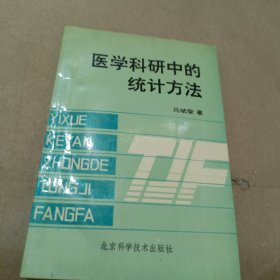 医学科研中的
统计方法
马斌荣 著
YIXUE
KEYAN
ZHONGDE
TONGJI
FANGFA
TJF
北京科学技术出版社